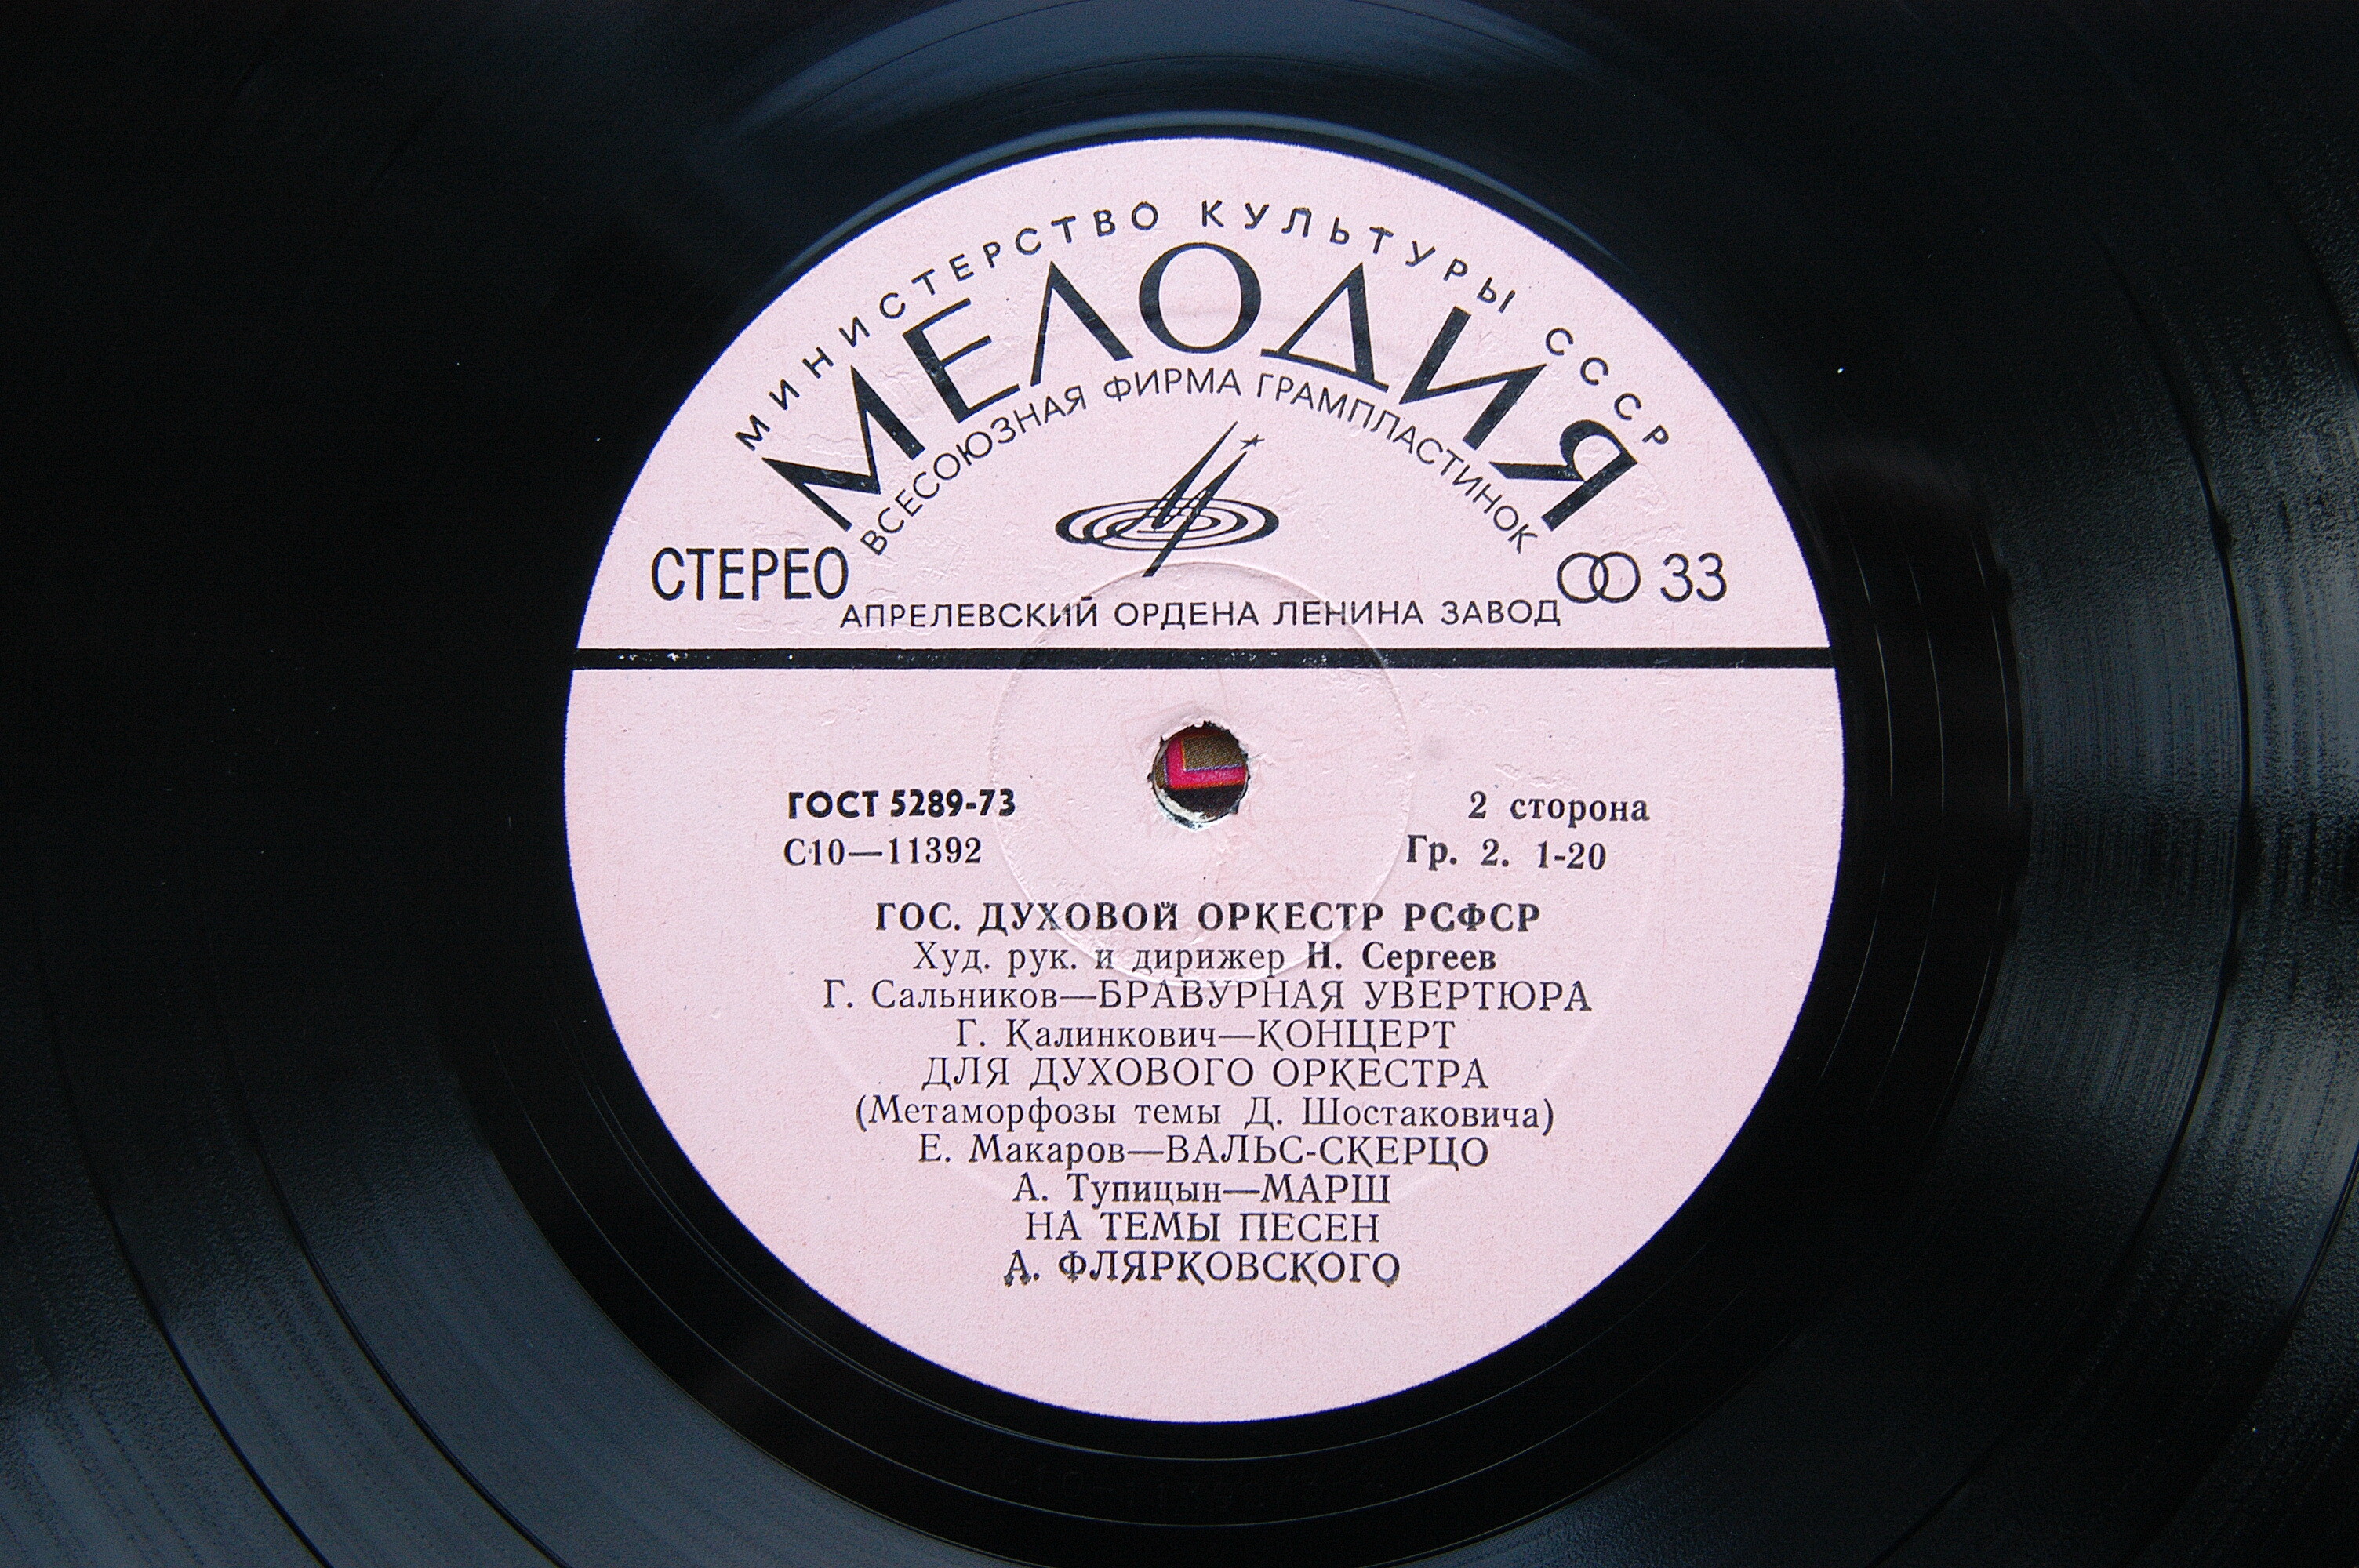 МИНИСТЕРСТВО КУЛЬТУРЫ СССР
МЕЛОДИЯ
ВСЕСОЮЗНАЯ ФИРМА ГРАМПЛАСТИНОК
СТЕРЕО
33
АПРЕЛЕВСКИЙ ОРДЕНА ЛЕНИНА ЗАВОД
ГОСТ 5289-73
2 сторона
С10—11392
Гр. 2. 1-20
ГОС. ДУХОВОЙ ОРКЕСТР РСФСР
Худ. рук. и дирижер Н. Сергеев
Г. Сальников—БРАВУРНАЯ УВЕРТЮРА
Г. Калинкович—КОНЦЕРТ
ДЛЯ ДУХОВОГО ОРКЕСТРА
(Метаморфозы темы Д. Шостаковича)
Е. Макаров—ВАЛЬС-СКЕРЦО
А. Тупицын—МАРШ
НА ТЕМЫ ПЕСЕН
А. ФЛЯРКОВСКОГО